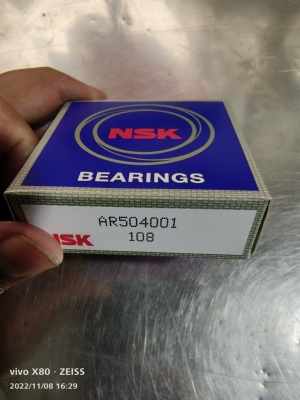 NSK
BEARINGS
AR504001
NSK 108
vivo X80 · ZEISS
2022/11/08 16:29